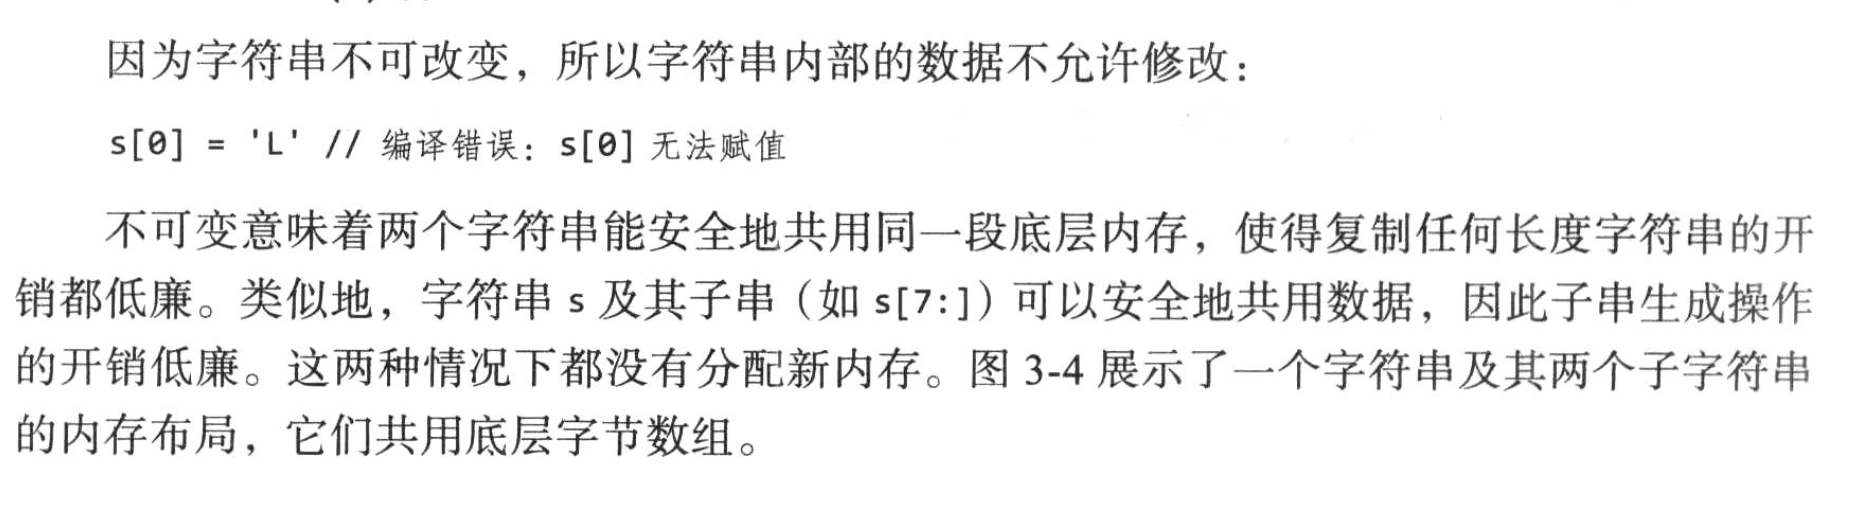 因为字符串不可改变，所以字符串内部的数据不允许修改：
s[0] = 'L' // 编译错误：s[0] 无法赋值
不可变意味着两个字符串能安全地共用同一段底层内存，使得复制任何长度字符串的开
销都低廉。类似地，字符串 s 及其子串（如 s[7:]）可以安全地共用数据，因此子串生成操作
的开销低廉。这两种情况下都没有分配新内存。图 3-4 展示了一个字符串及其两个子字符串
的内存布局，它们共用底层字节数组。